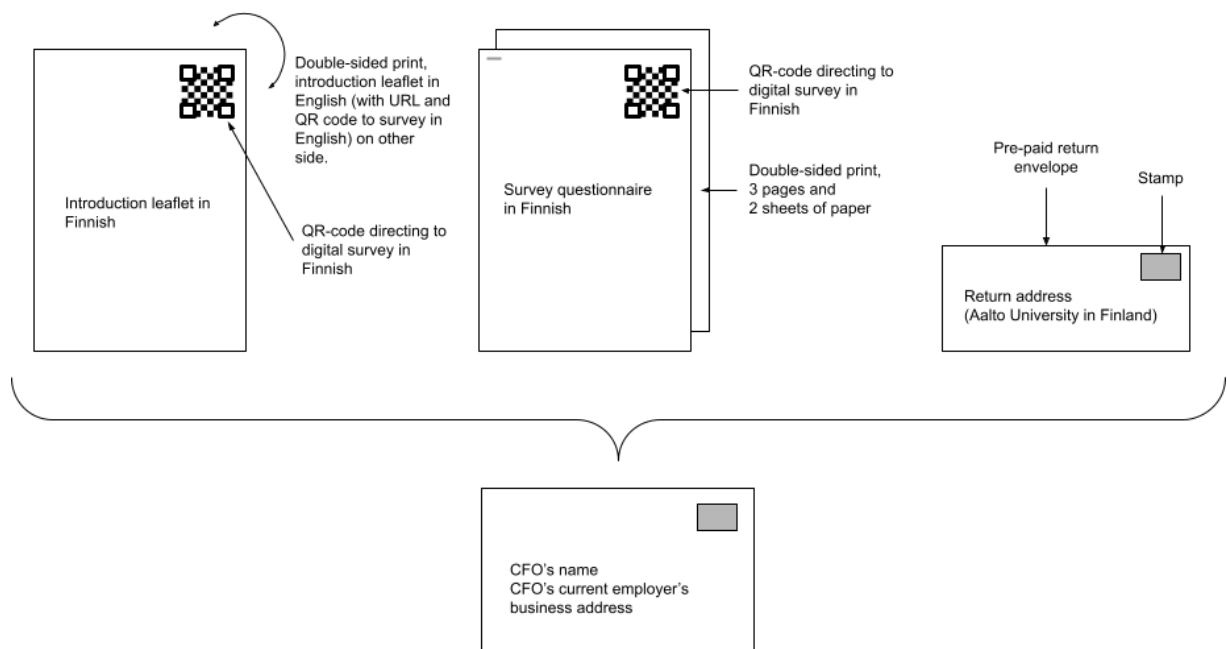 Double-sided print,
introduction leaflet in
English (with URL and
QR code to survey in
English) on other
side.
Introduction leaflet in
Finnish
QR-code directing to
digital survey in
Finnish
QR-code directing to
digital survey in
Finnish
Survey questionnaire
in Finnish
Double-sided print,
3 pages and
2 sheets of paper
Pre-paid return
envelope
Stamp
Return address
(Aalto University in Finland)
CFO's name
CFO's current employer's
business address